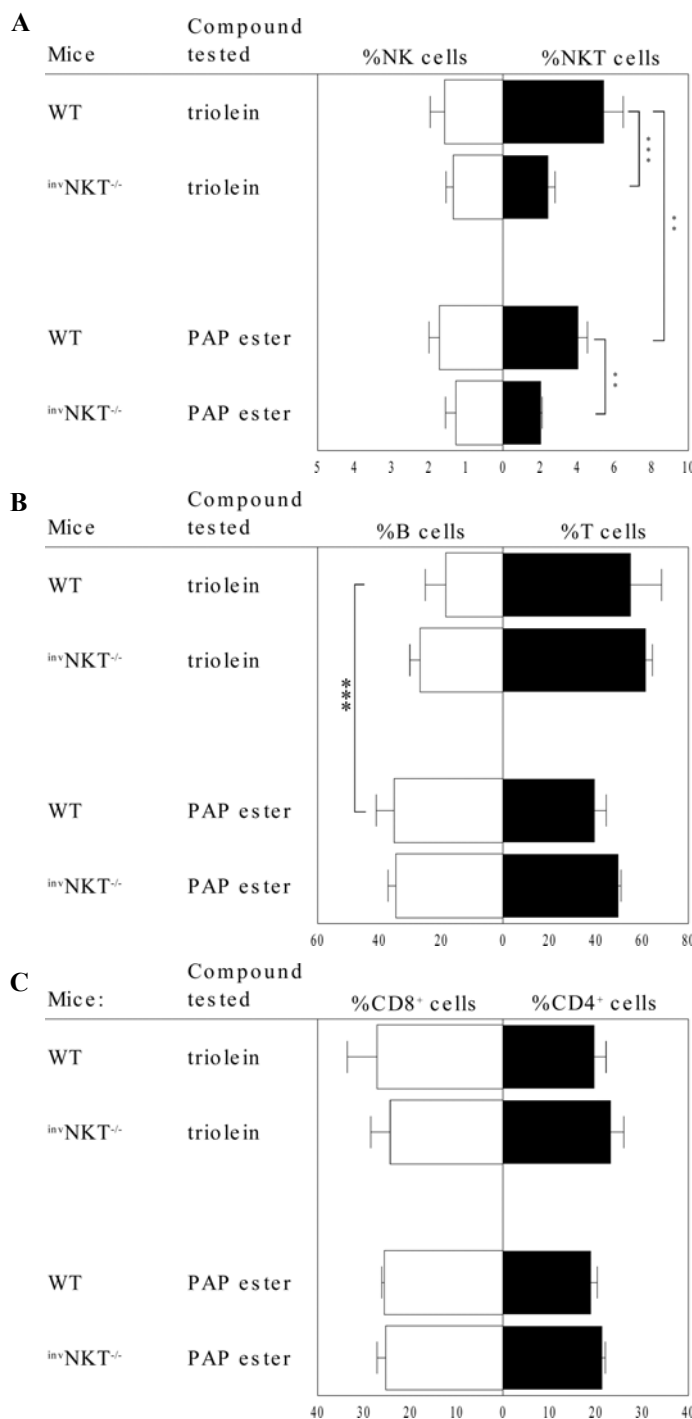 A
Mice Compound tested %NK cells %NKT cells
WT triolein
invNKT-/- triolein
***
**
WT PAP ester
**
invNKT-/- PAP ester
5 4 3 2 1 0 2 4 6 8 10
B
Mice Compound tested %B cells %T cells
WT triolein
invNKT-/- triolein
***
WT PAP ester
invNKT-/- PAP ester
60 40 20 0 20 40 60 80
C
Mice: Compound tested %CD8+ cells %CD4+ cells
WT triolein
invNKT-/- triolein
WT PAP ester
invNKT-/- PAP ester
40 30 20 10 0 10 20 30 40